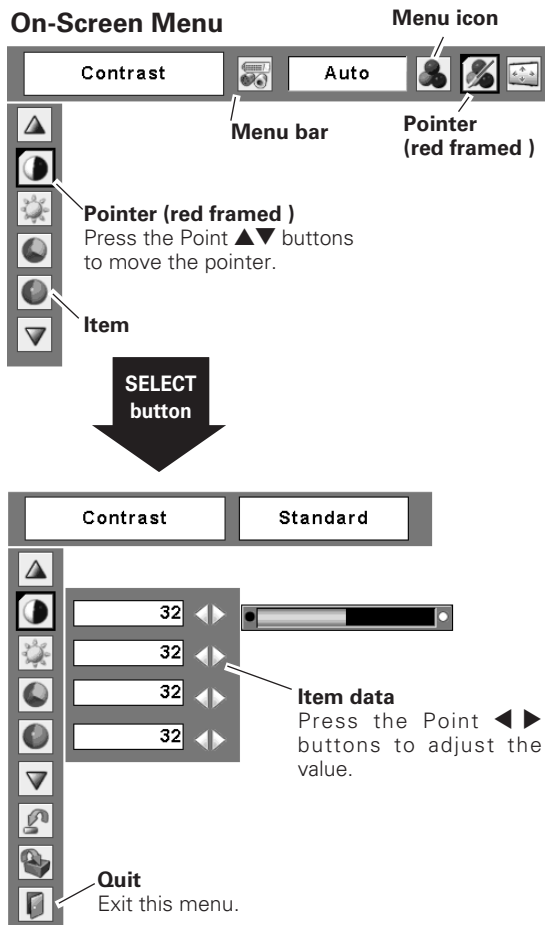 On-Screen Menu
Menu icon
Contrast
Auto
Menu bar
Pointer
(red framed )
Pointer (red framed )
Press the Point ▲▼ buttons
to move the pointer.
Item
SELECT
button
Contrast
Standard
32
32
32
32
Item data
Press the Point ◀ ▶
buttons to adjust the
value.
Quit
Exit this menu.